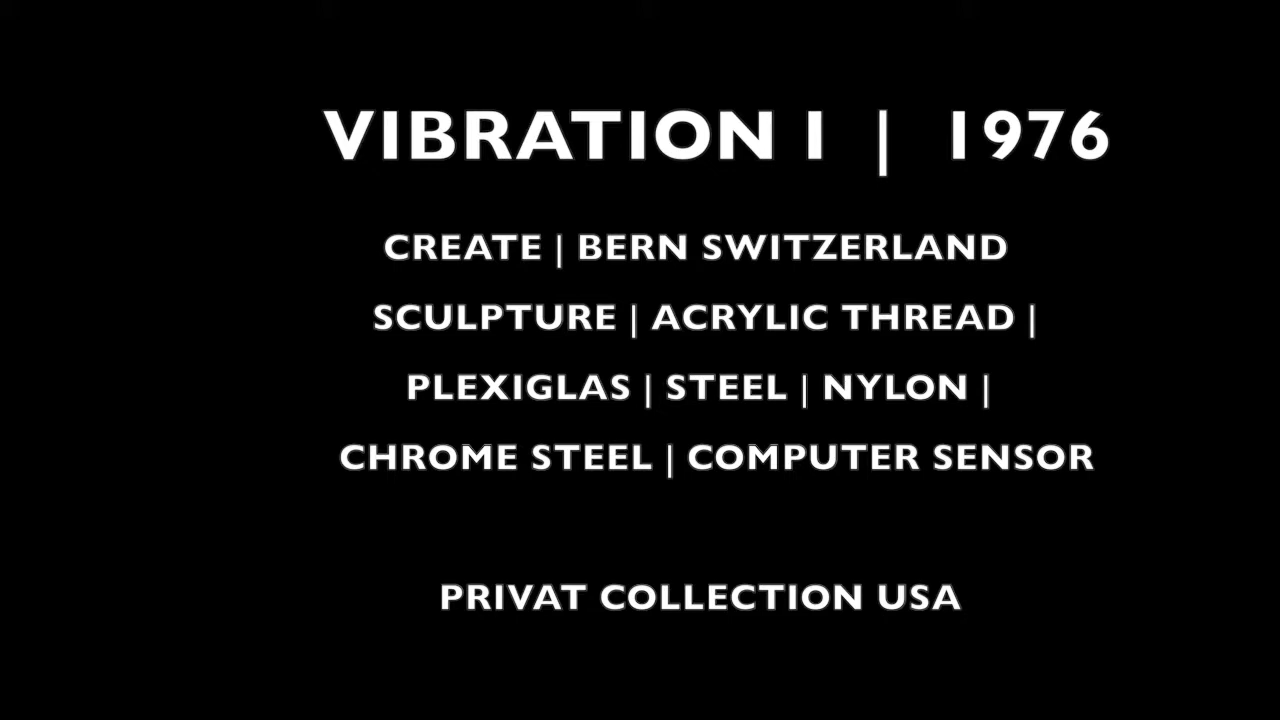 VIBRATION I | 1976
CREATE | BERN SWITZERLAND
SCULPTURE | ACRYLIC THREAD |
PLEXIGLAS | STEEL | NYLON |
CHROME STEEL | COMPUTER SENSOR
PRIVAT COLLECTION USA